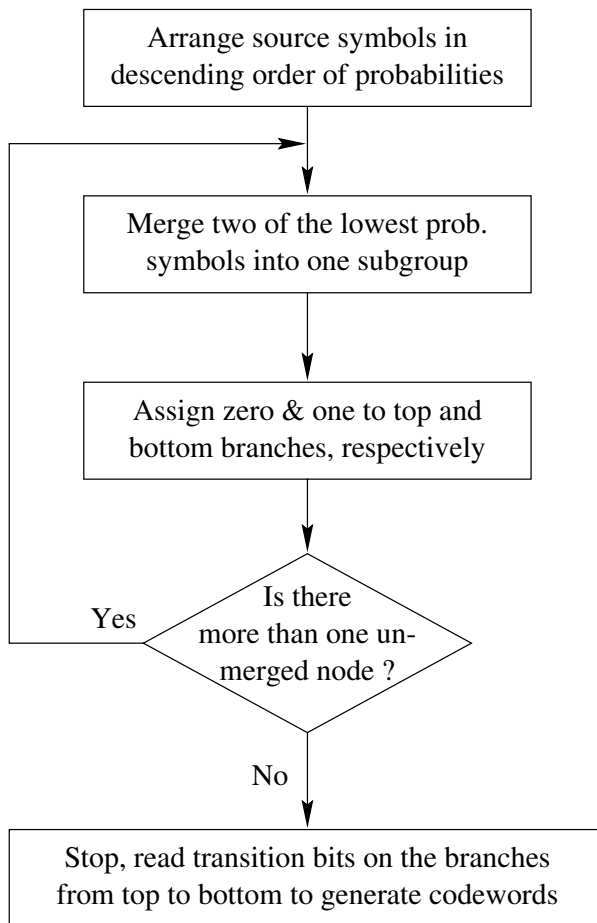 Arrange source symbols in
descending order of probabilities
Merge two of the lowest prob.
symbols into one subgroup
Assign zero & one to top and
bottom branches, respectively
Is there
more than one un-
merged node ?
Yes
No
Stop, read transition bits on the branches
from top to bottom to generate codewords